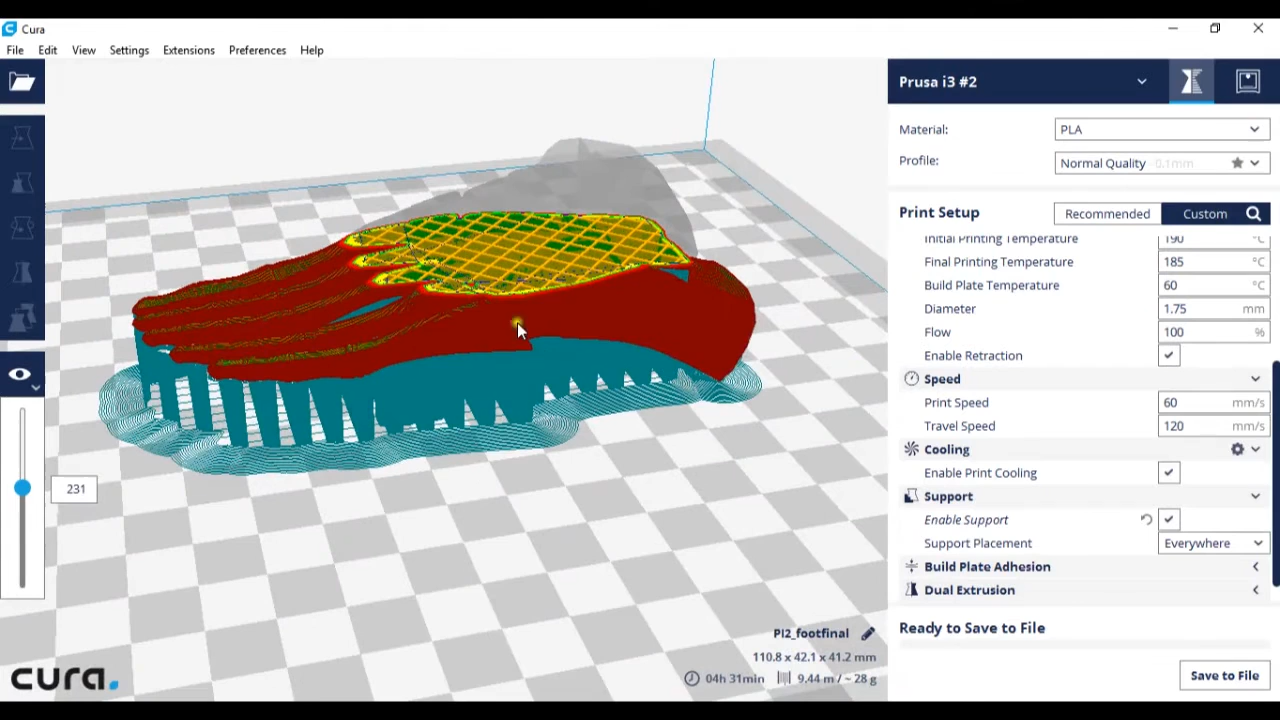 Cura
File Edit View Settings Extensions Preferences Help
Prusa i3 #2
Material: PLA
Profile: Normal Quality 0.1mm
Print Setup Recommended Custom
Initial Printing Temperature 190 °C
Final Printing Temperature 185 °C
Build Plate Temperature 60 °C
Diameter 1.75 mm
Flow 100 %
Enable Retraction
Speed
Print Speed 60 mm/s
Travel Speed 120 mm/s
Cooling
Enable Print Cooling
Support
Enable Support
Support Placement Everywhere
Build Plate Adhesion
Dual Extrusion
231
PI2_footfinal
110.8 x 42.1 x 41.2 mm
04h 31min 9.44 m / ~ 28 g
Ready to Save to File
Save to File
cura.